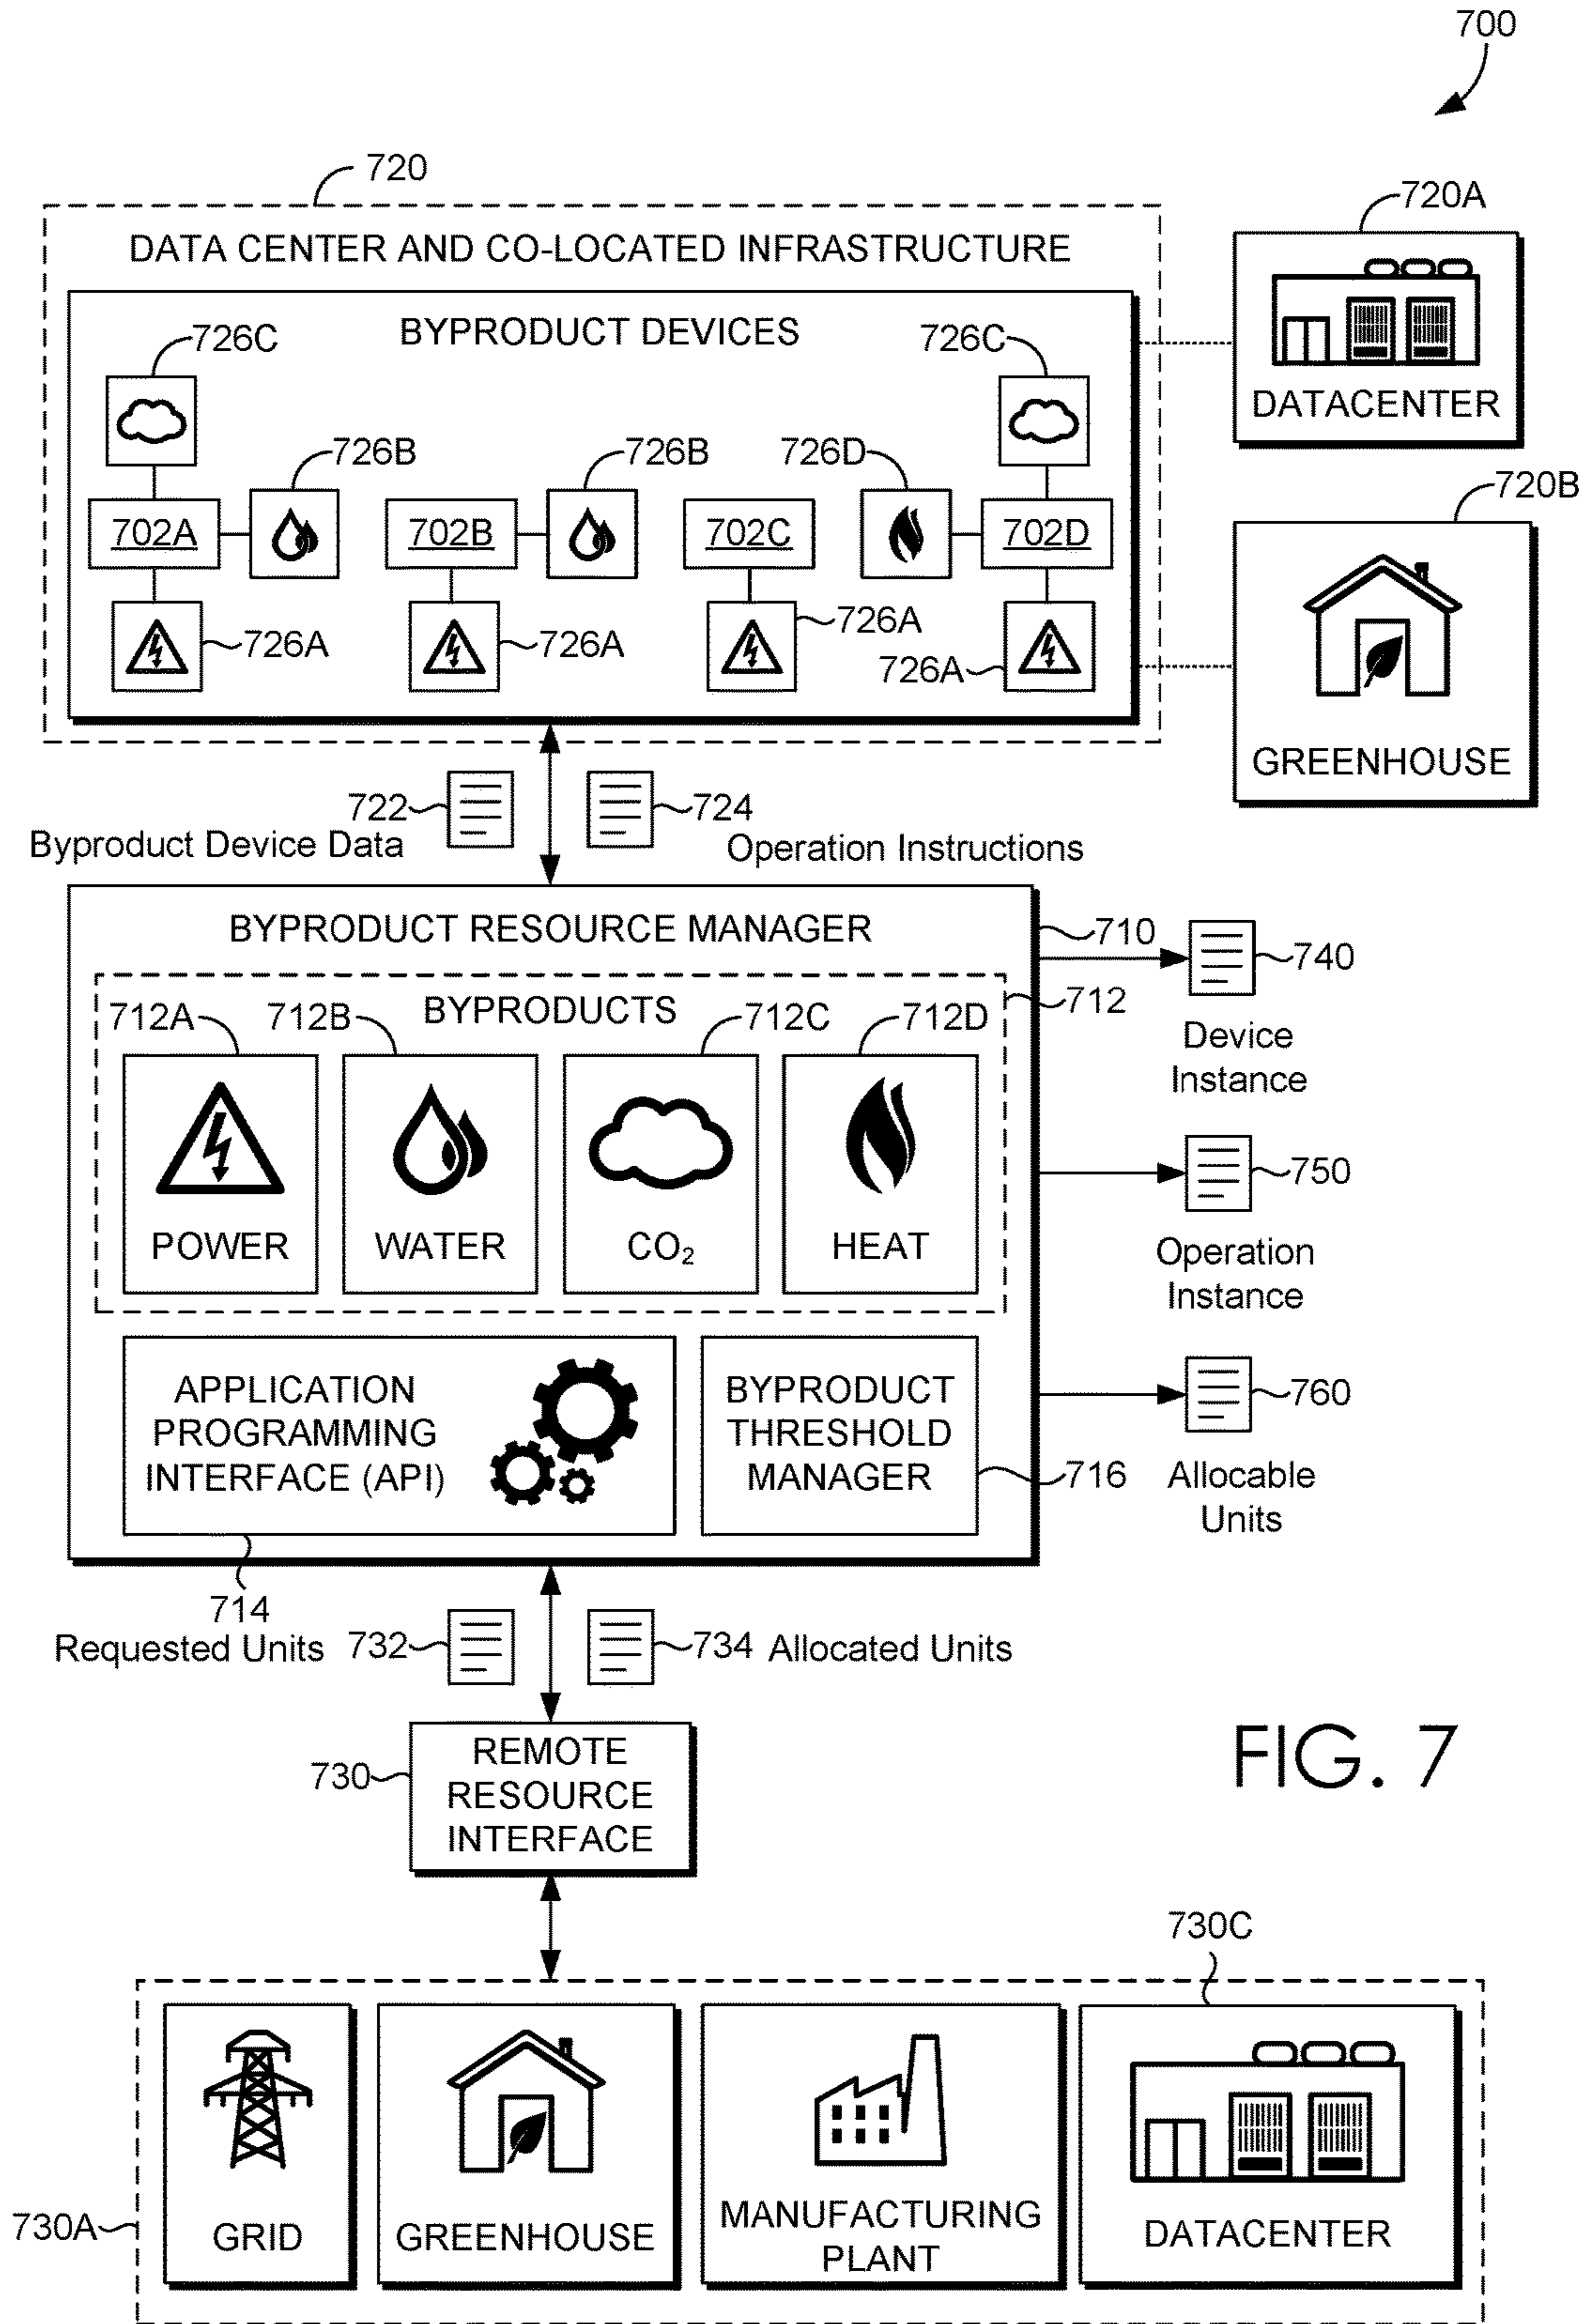 700
720
720A
DATA CENTER AND CO-LOCATED INFRASTRUCTURE
BYPRODUCT DEVICES
726C
726C
DATACENTER
726B
726B
726D
720B
702A
702B
702C
702D
726A
726A
726A
726A
GREENHOUSE
722
724
Byproduct Device Data
Operation Instructions
BYPRODUCT RESOURCE MANAGER
710
740
Device
Instance
BYPRODUCTS
712
712A
712B
712C
712D
POWER
WATER
CO₂
HEAT
750
Operation
Instance
APPLICATION
PROGRAMMING
INTERFACE (API)
BYPRODUCT
THRESHOLD
MANAGER
716
760
Allocable
Units
714
Requested Units
732
734
Allocated Units
730
REMOTE
RESOURCE
INTERFACE
FIG. 7
730C
730A
GRID
GREENHOUSE
MANUFACTURING
PLANT
DATACENTER